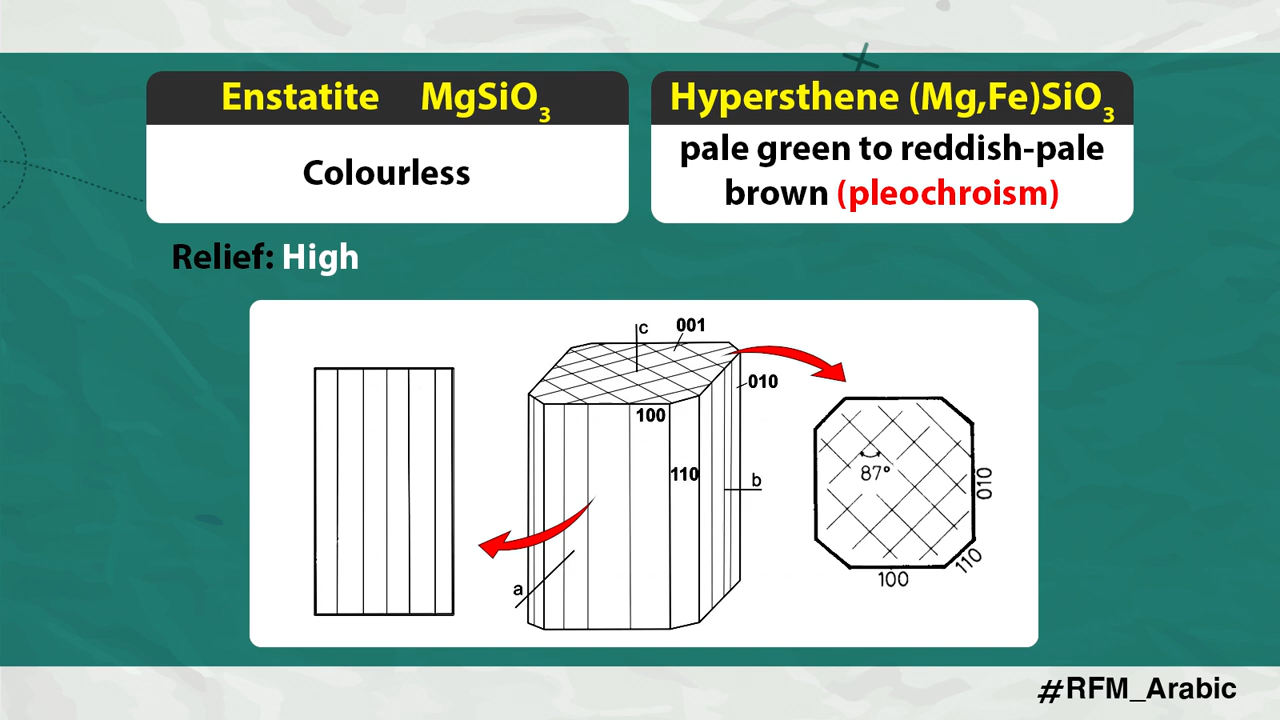 Enstatite MgSiO₃
Colourless
Hypersthene (Mg,Fe)SiO₃
pale green to reddish-pale
brown (pleochroism)
Relief: High
c
001
010
100
110
b
a
87°
010
110
100
#RFM_Arabic